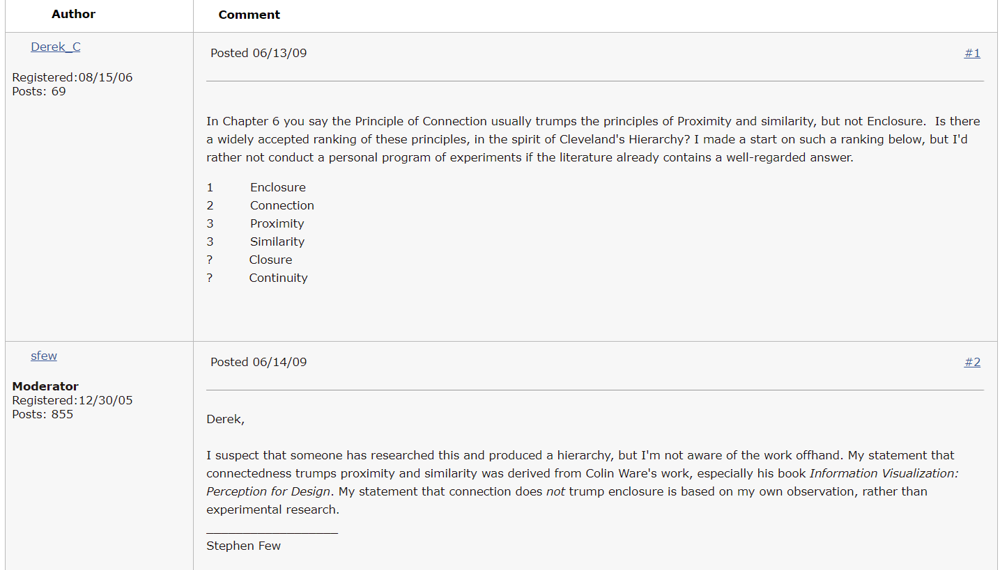 Author
Comment
Derek_C
Registered:08/15/06
Posts: 69
Posted 06/13/09
#1
In Chapter 6 you say the Principle of Connection usually trumps the principles of Proximity and similarity, but not Enclosure.  Is there
a widely accepted ranking of these principles, in the spirit of Cleveland's Hierarchy? I made a start on such a ranking below, but I'd
rather not conduct a personal program of experiments if the literature already contains a well-regarded answer.
1 Enclosure
2 Connection
3 Proximity
3 Similarity
? Closure
? Continuity
sfew
Moderator
Registered:12/30/05
Posts: 855
Posted 06/14/09
#2
Derek,
I suspect that someone has researched this and produced a hierarchy, but I'm not aware of the work offhand. My statement that
connectedness trumps proximity and similarity was derived from Colin Ware's work, especially his book Information Visualization:
Perception for Design. My statement that connection does not trump enclosure is based on my own observation, rather than
experimental research.
Stephen Few